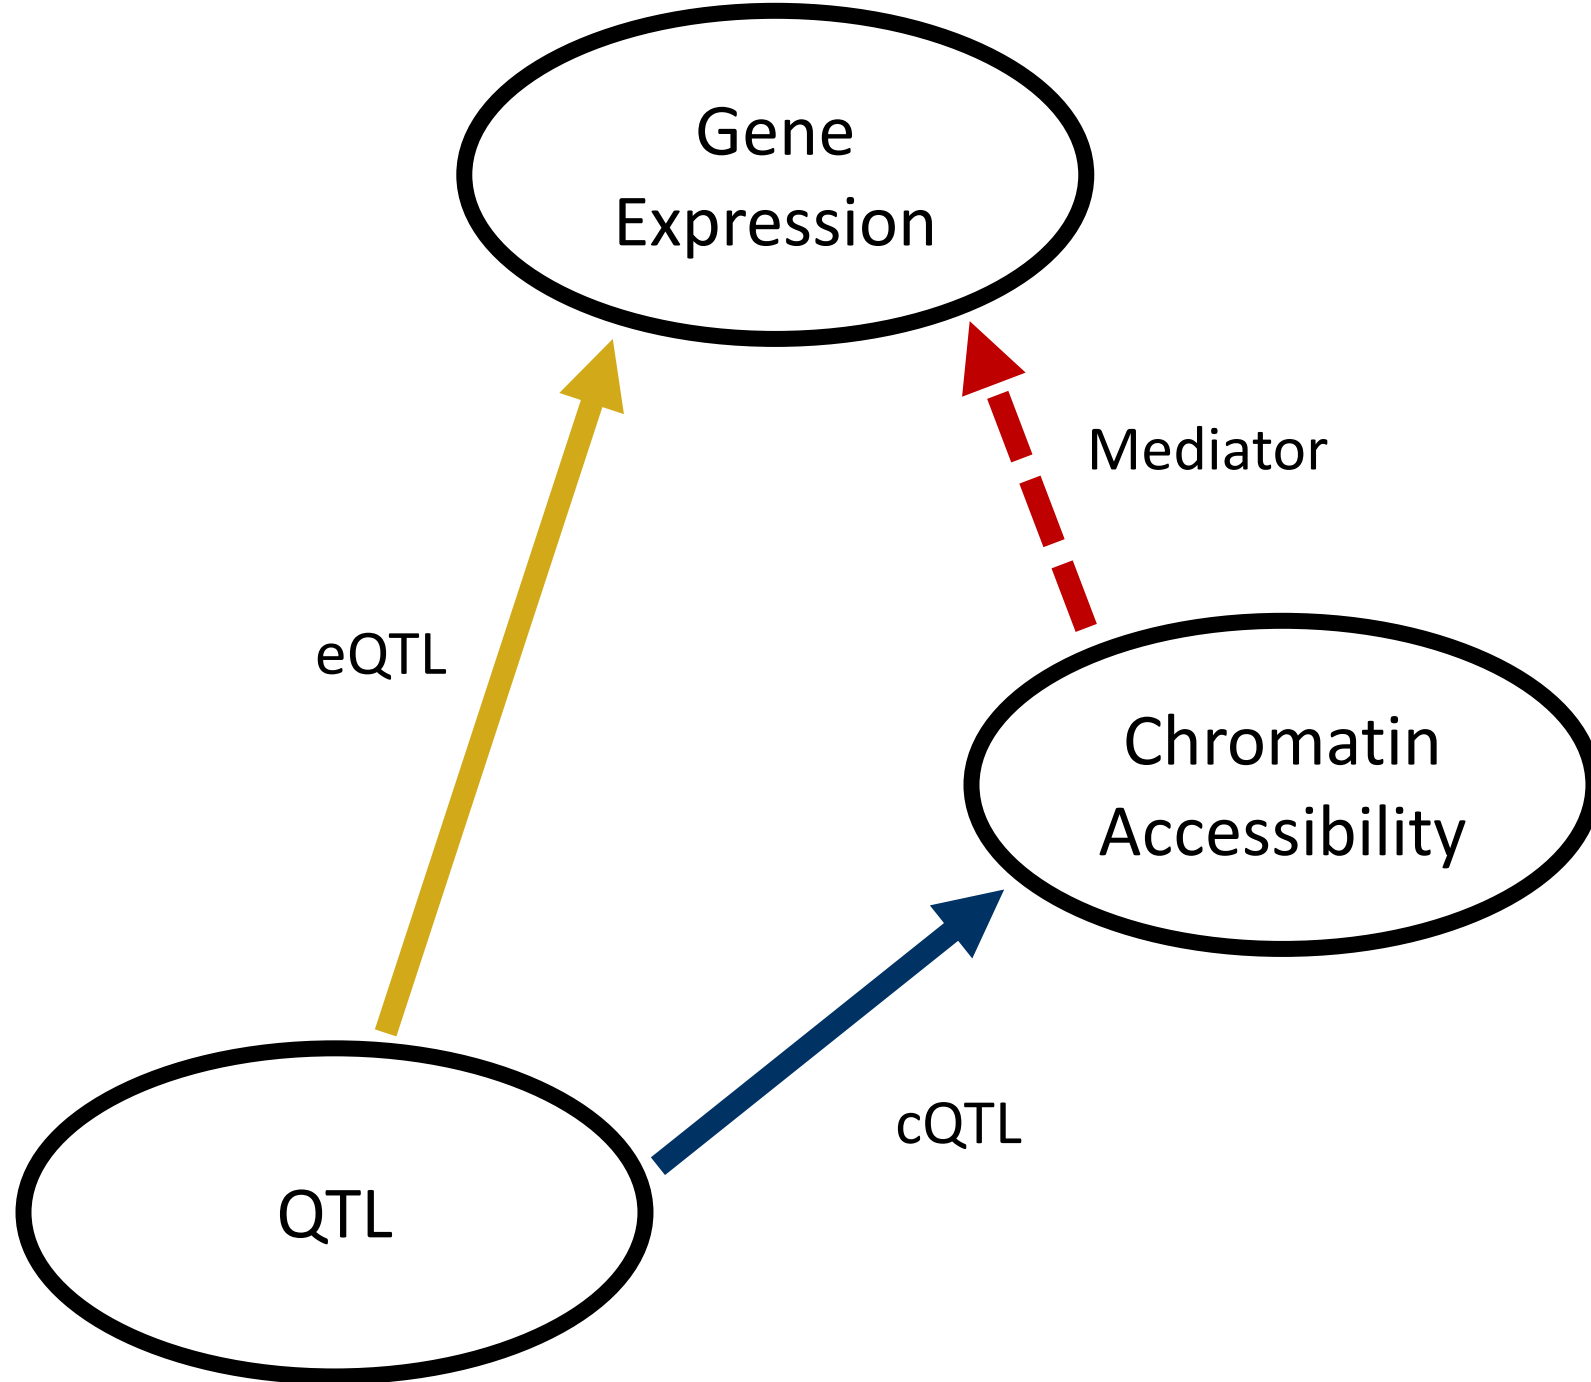 Gene
Expression
Mediator
eQTL
Chromatin
Accessibility
cQTL
QTL